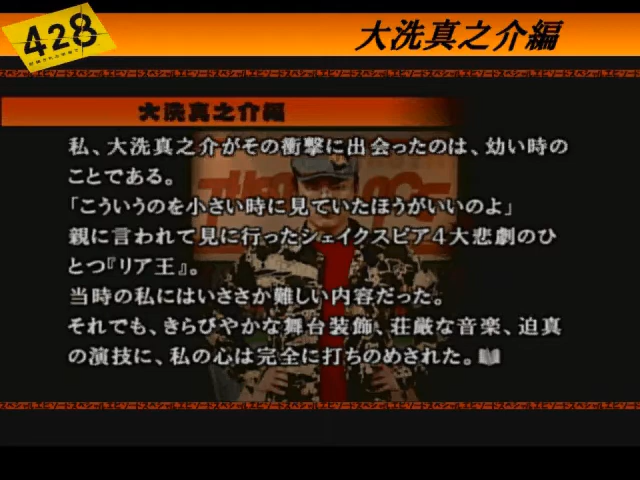 428
大洗真之介編
大洗真之介編
私、大洗真之介がその衝撃に出会ったのは、幼い時の
ことである。
「こういうのを小さい時に見ていたほうがいいのよ」
親に言われて見に行ったシェイクスピア4大悲劇のひ
とつ『リア王』。
当時の私にはいささか難しい内容だった。
それでも、きらびやかな舞台装飾、荘厳な音楽、迫真
の演技に、私の心は完全に打ちのめされた。